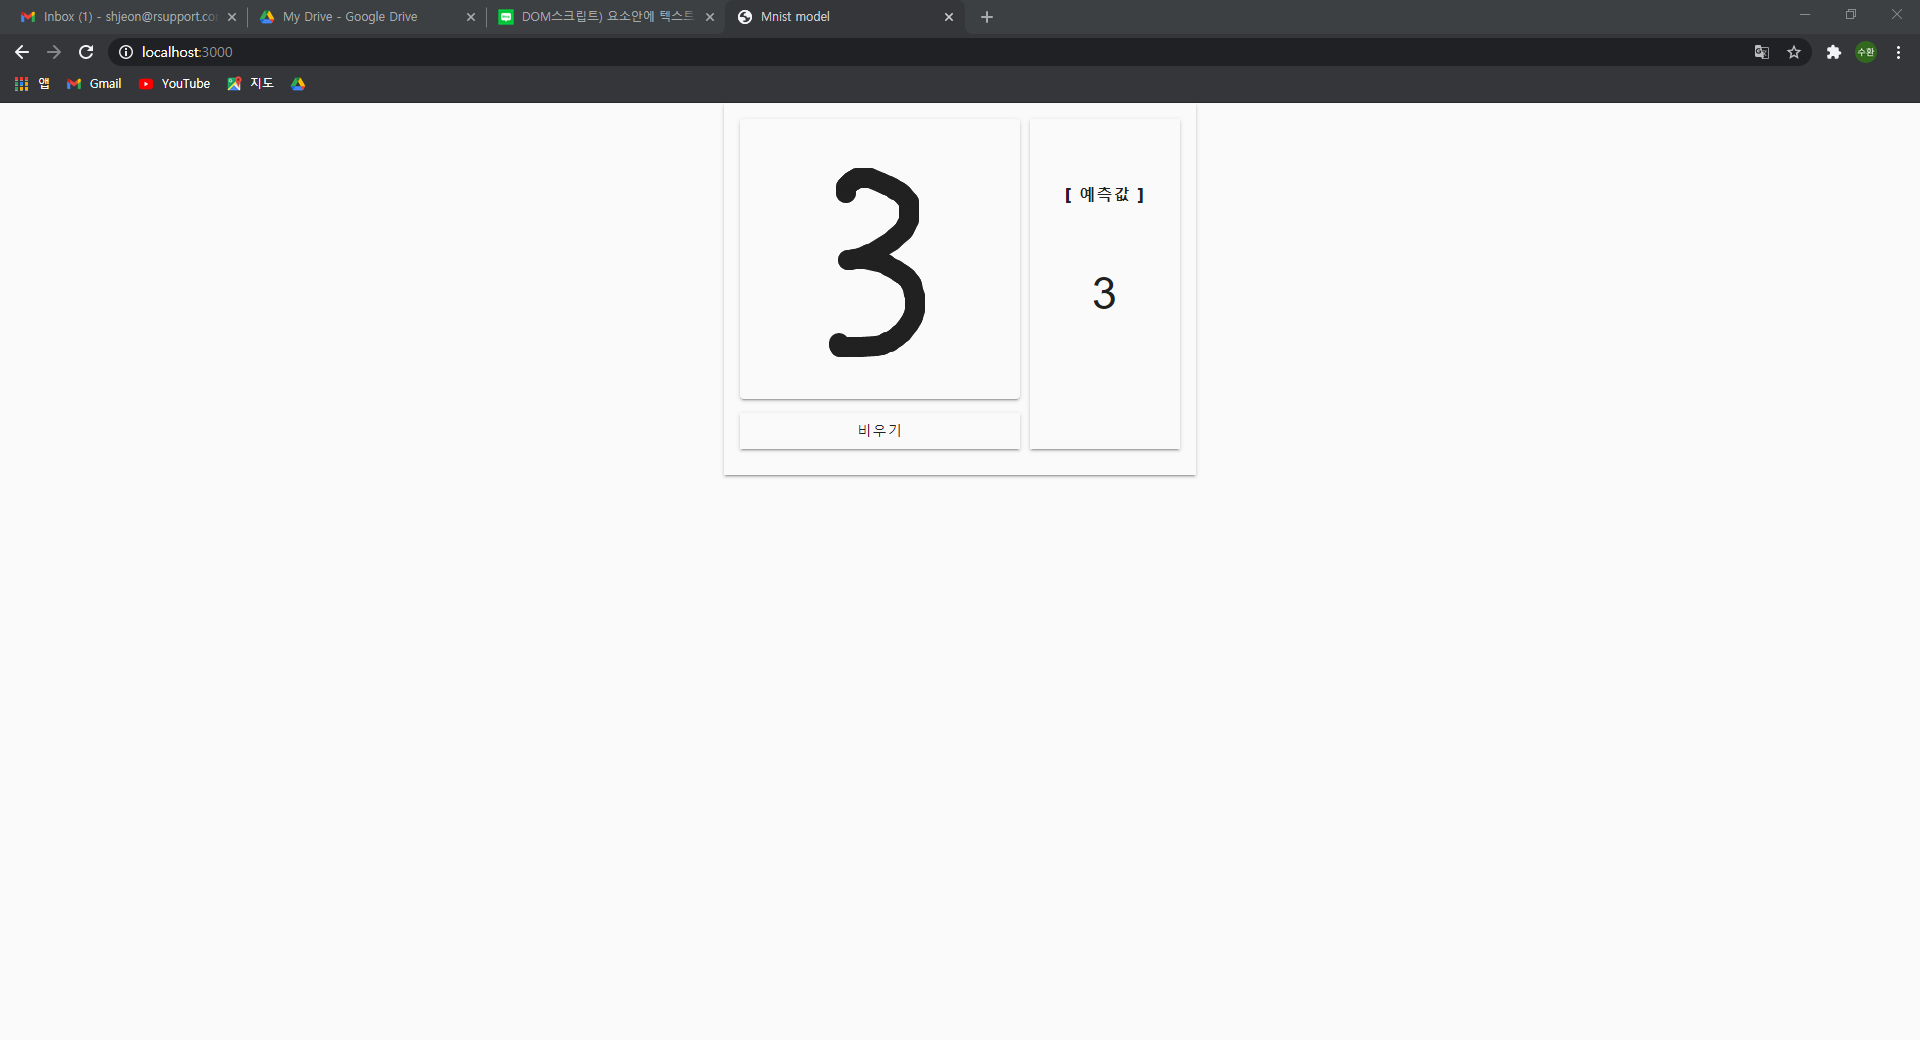 Inbox (1) - shjeon@rsupport.co
My Drive - Google Drive
DOM스크립트) 요소안에 텍스트
Mnist model
localhost:3000
수환
앱
Gmail
YouTube
지도
3
[ 예측값 ]
3
비우기